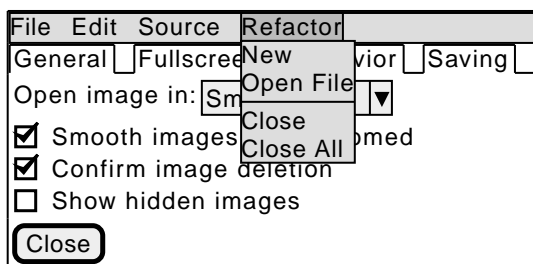 File Edit Source Refactor
General Fullscree vior Saving
New
Open File
Close
Close All
Open image in: Sm
Smooth images omed
Confirm image deletion
Show hidden images
Close